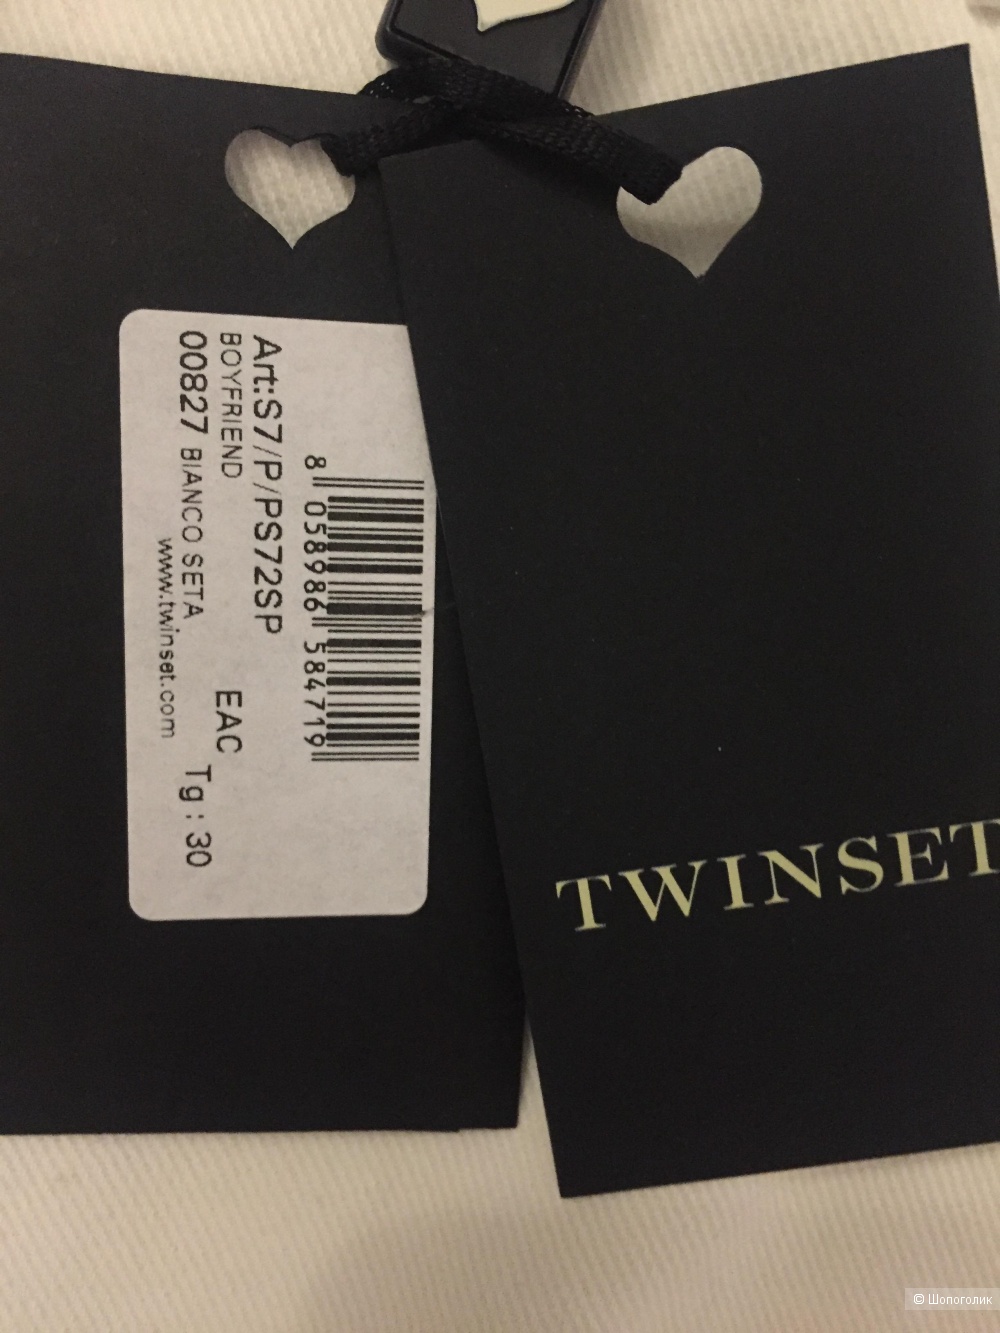 8 058986 584719
Art:S7/P/PS72SP
BOYFRIEND EAC
00827 BIANCO SETA Tg : 30
www.twinset.com
TWINSET
© Шопоголик